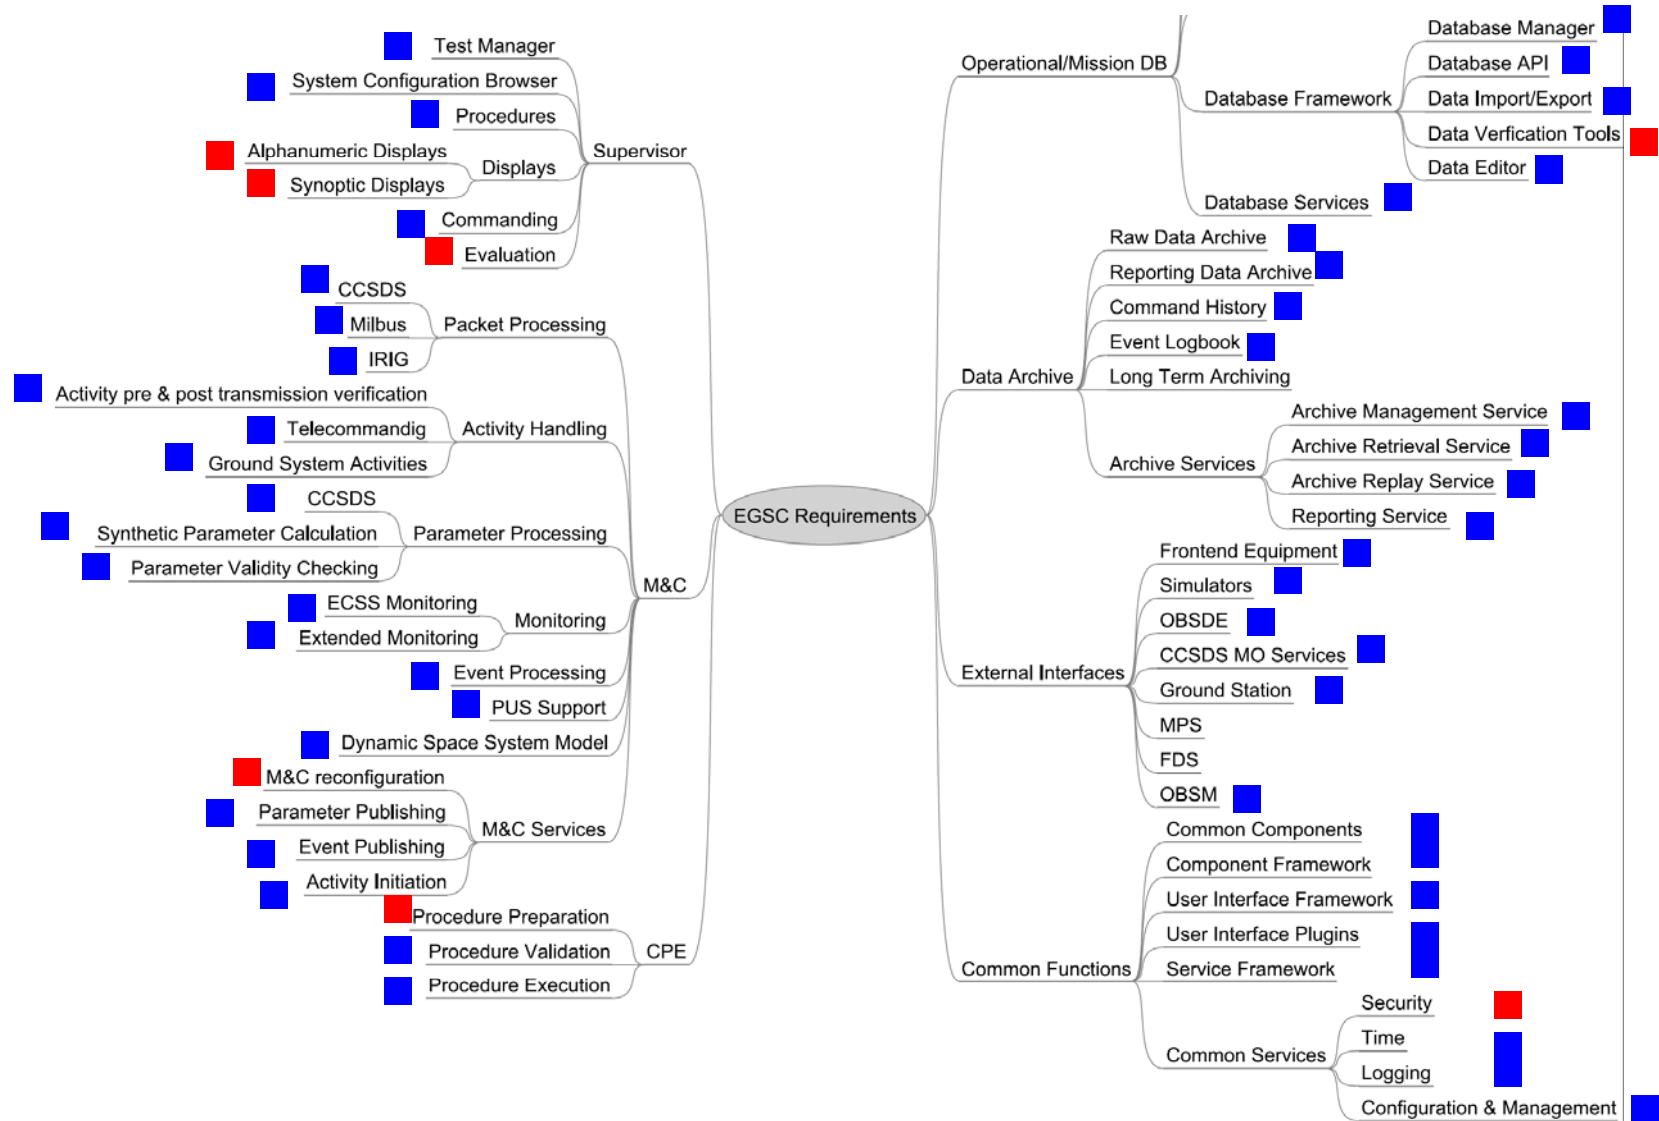 Test Manager
System Configuration Browser
Procedures
Alphanumeric Displays
Synoptic Displays
Displays
Commanding
Evaluation
Supervisor
CCSDS
Milbus
IRIG
Packet Processing
Activity pre & post transmission verification
Telecommandig
Ground System Activities
Activity Handling
CCSDS
Synthetic Parameter Calculation
Parameter Validity Checking
Parameter Processing
M&C
ECSS Monitoring
Extended Monitoring
Monitoring
Event Processing
PUS Support
Dynamic Space System Model
M&C reconfiguration
Parameter Publishing
Event Publishing
Activity Initiation
M&C Services
Procedure Preparation
Procedure Validation
Procedure Execution
CPE
EGSC Requirements
Operational/Mission DB
Database Framework
Database Manager
Database API
Data Import/Export
Data Verfication Tools
Data Editor
Database Services
Data Archive
Raw Data Archive
Reporting Data Archive
Command History
Event Logbook
Long Term Archiving
Archive Services
Archive Management Service
Archive Retrieval Service
Archive Replay Service
Reporting Service
External Interfaces
Frontend Equipment
Simulators
OBSDE
CCSDS MO Services
Ground Station
MPS
FDS
OBSM
Common Functions
Common Components
Component Framework
User Interface Framework
User Interface Plugins
Service Framework
Common Services
Security
Time
Logging
Configuration & Management